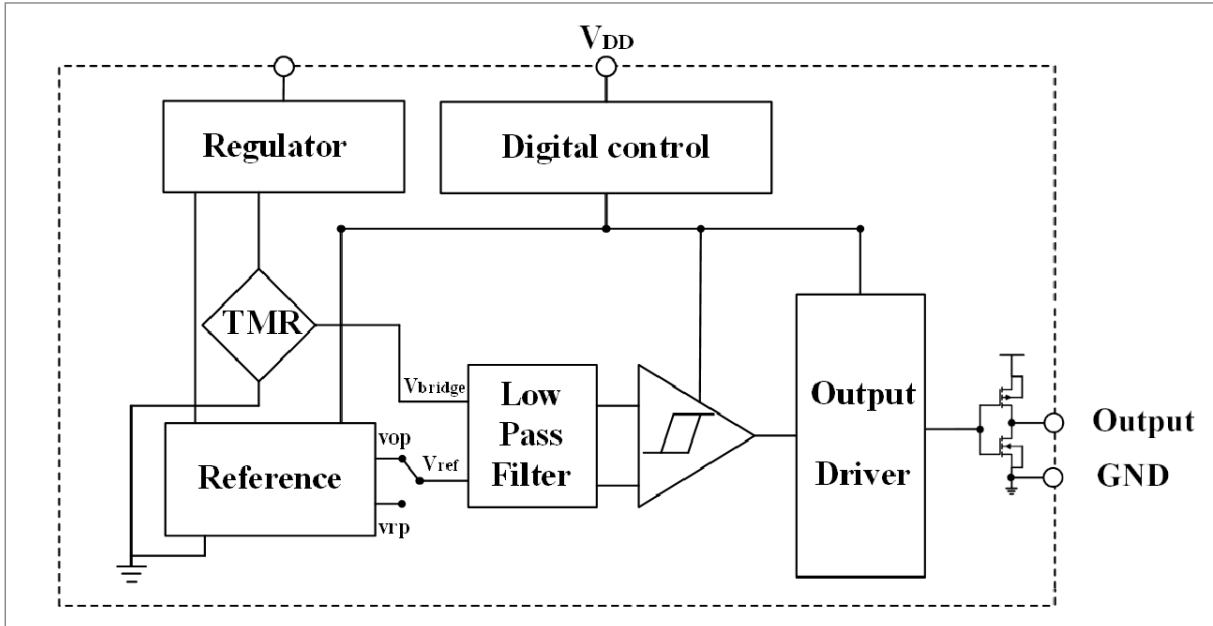 VDD
Regulator
Digital control
TMR
Vbridge
Low
Pass
Filter
Output
Driver
Output
GND
vop
Vref
Reference
vrp